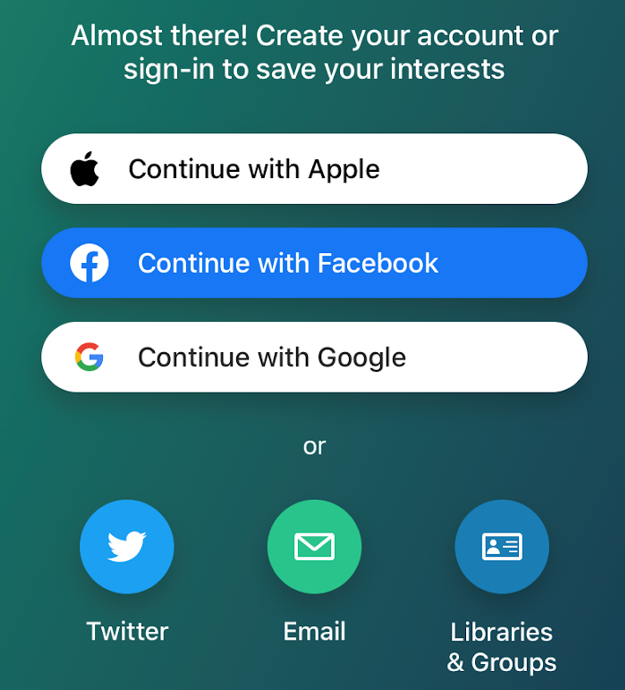 Almost there! Create your account or
sign-in to save your interests
Continue with Apple
Continue with Facebook
Continue with Google
or
Twitter
Email
Libraries
& Groups